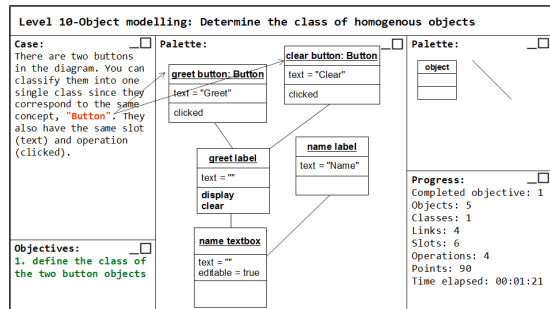 Level 10-Object modelling: Determine the class of homogenous objects
Case:
There are two buttons
in the diagram. You can
classify them into one
single class since they
correspond to the same
concept, "Button". They
also have the same slot
(text) and operation
(clicked).
Objectives:
1. define the class of
the two button objects
Palette:
greet button: Button
text = "Greet"
clicked
clear button: Button
text = "Clear"
clicked
greet label
text = ""
display
clear
name label
text = "Name"
name textbox
text = ""
editable = true
Palette:
object
Progress:
Completed objective: 1
Objects: 5
Classes: 1
Links: 4
Slots: 6
Operations: 4
Points: 90
Time elapsed: 00:01:21